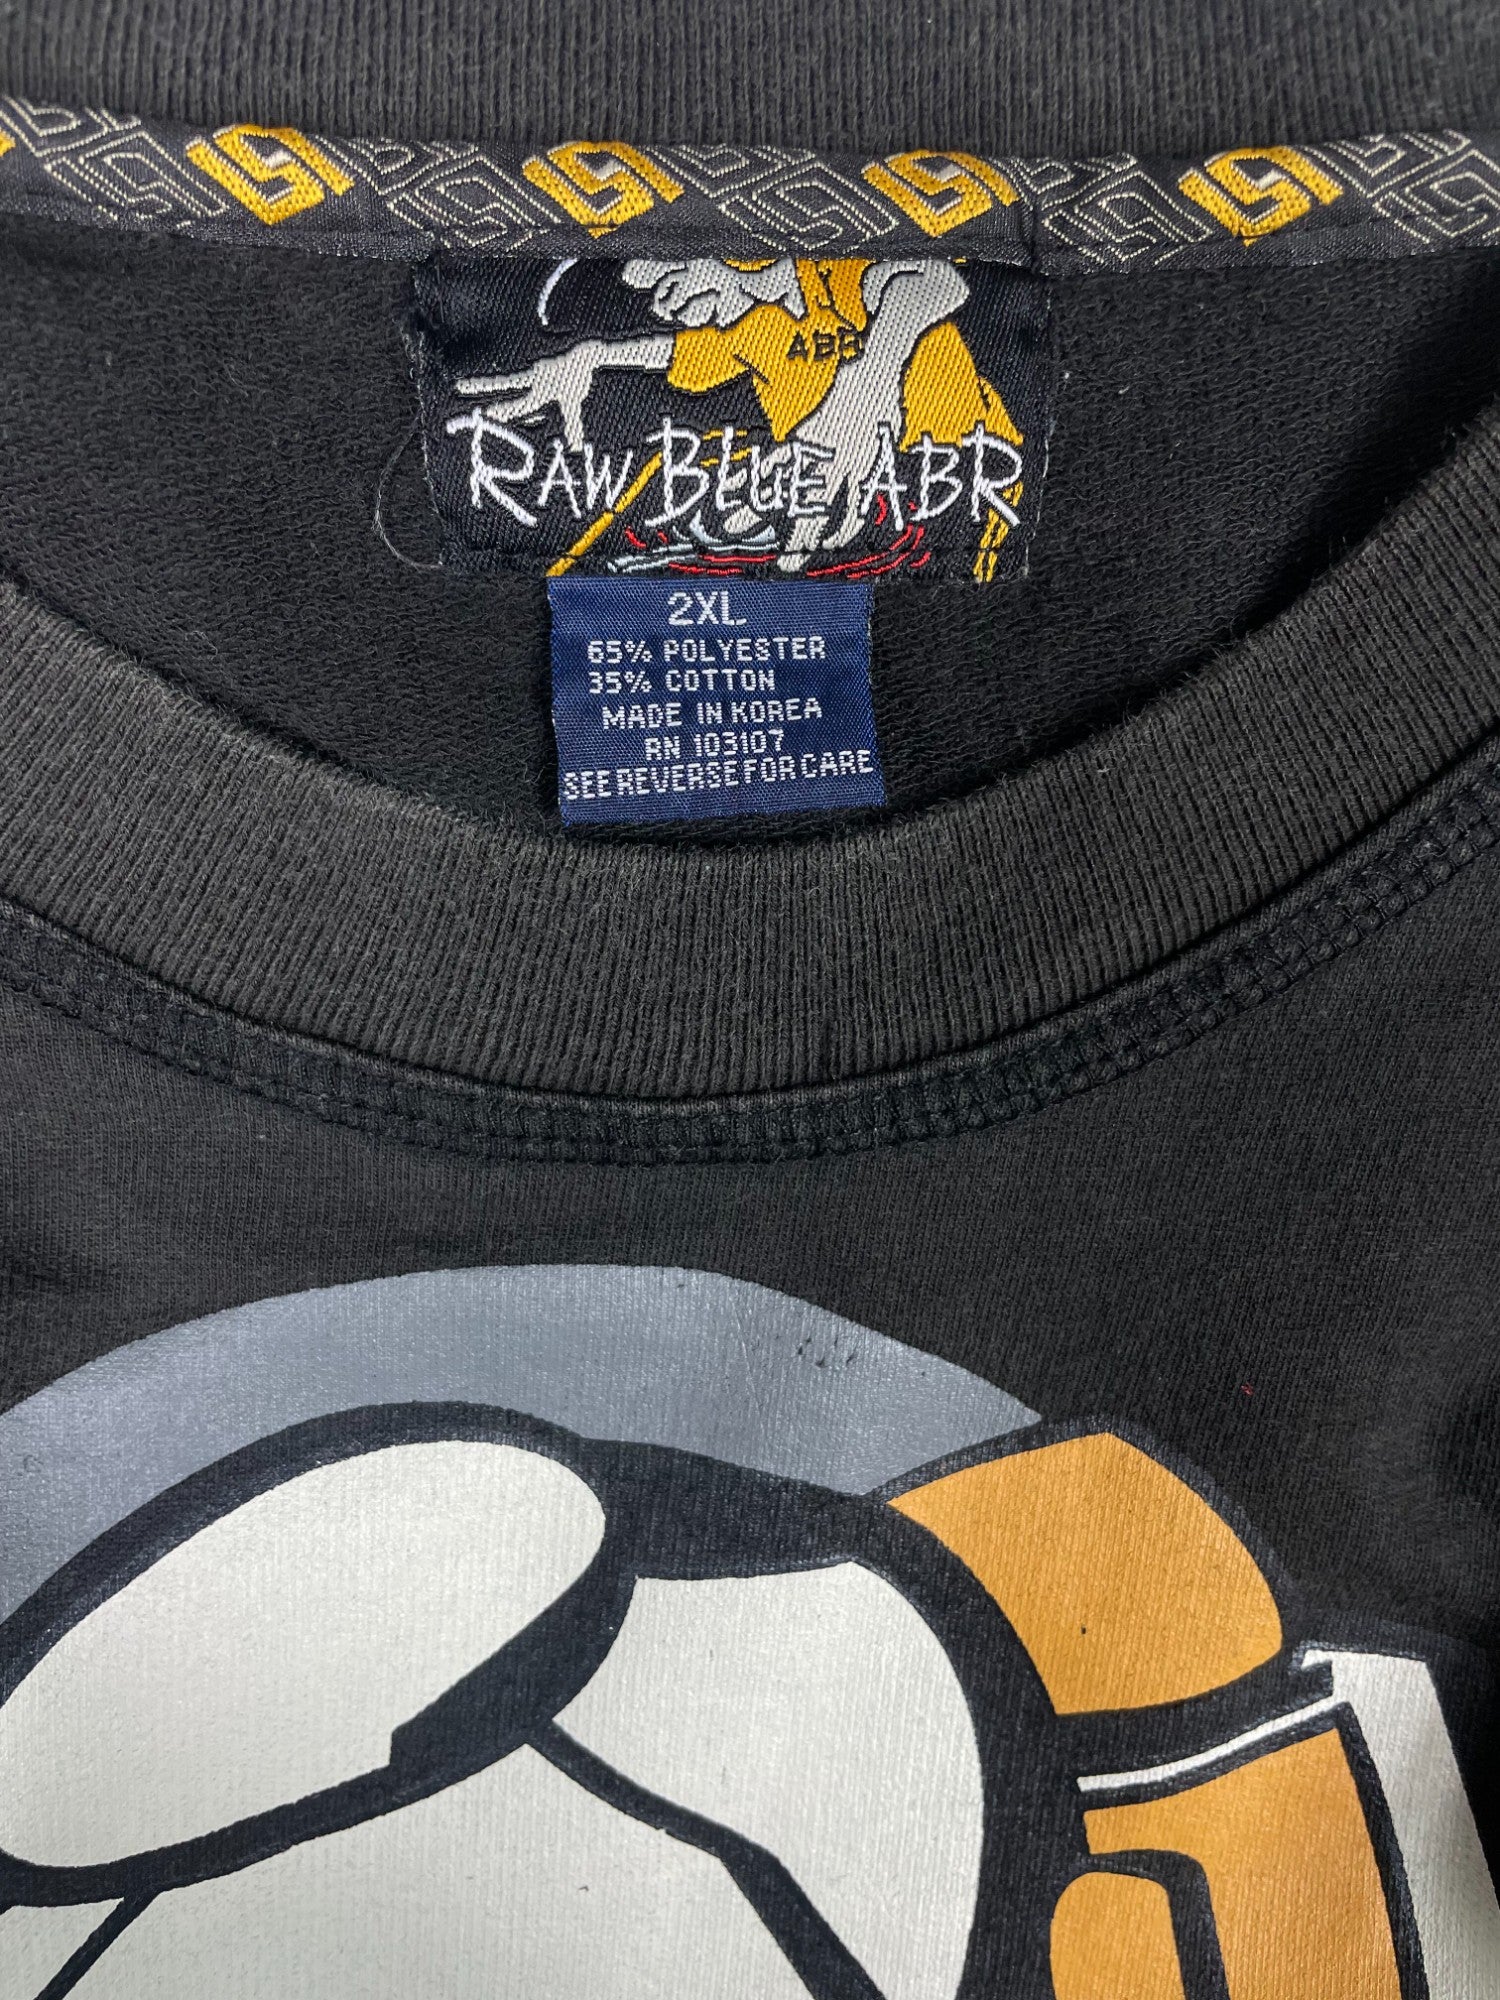 ABR
RAW BLUE ABR
2XL
65% POLYESTER
35% COTTON
MADE IN KOREA
RN 103107
SEE REVERSE FOR CARE